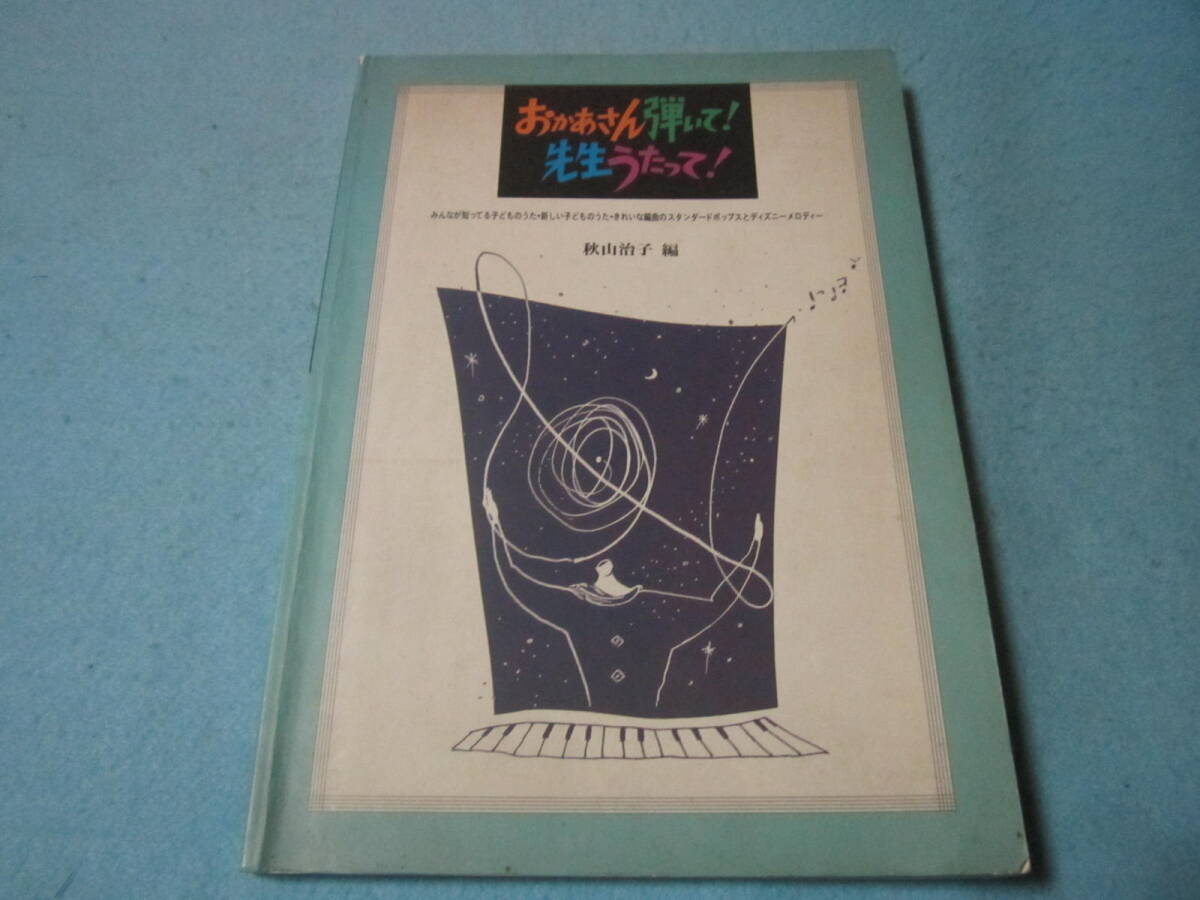 おかあさん弾いて!
先生うたって!
みんなが知ってる子どものうた・新しい子どものうた・きれいな編曲のスタンダードポップスとディズニーメロディー
秋山治子 編